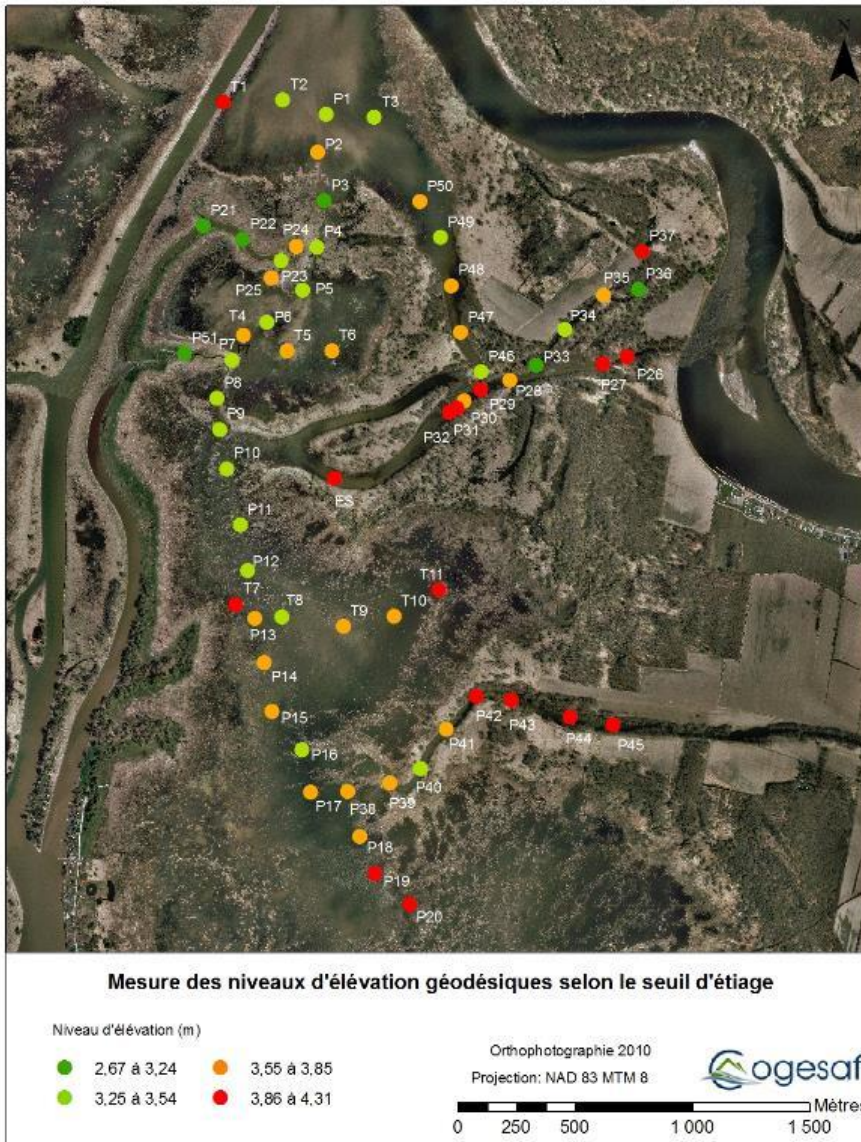 N
T1
T2
P1
T3
P2
P50
P3
P21
P22
P24
P4
P49
P37
P23
P25
P5
P48
P35
P36
P6
T4
T5
T6
P47
P34
P51
P7
P46
P33
P8
P28
P27
P26
P29
P9
P30
P31
P32
P10
ES
P11
P12
T11
T7
T8
T10
P13
T9
P14
P42
P43
P15
P44
P45
P41
P16
P40
P17
P38
P39
P18
P19
P20
Mesure des niveaux d'élévation géodésiques selon le seuil d'étiage
Niveau d'élévation (m)
2,67 à 3,24
3,55 à 3,85
3,25 à 3,54
3,86 à 4,31
Orthophotographie 2010
Projection: NAD 83 MTM 8
Cogesaf
Mètres
0 250 500 1 000 1 500